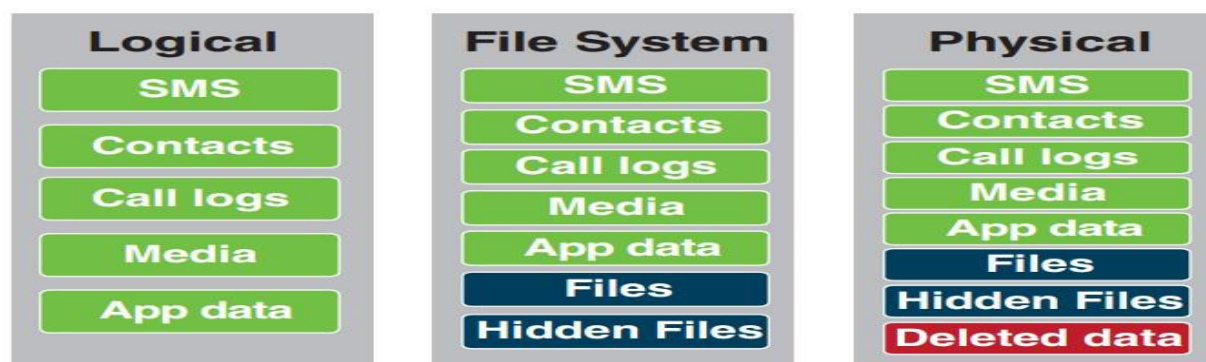 Logical
SMS
Contacts
Call logs
Media
App data
File System
SMS
Contacts
Call logs
Media
App data
Files
Hidden Files
Physical
SMS
Contacts
Call logs
Media
App data
Files
Hidden Files
Deleted data